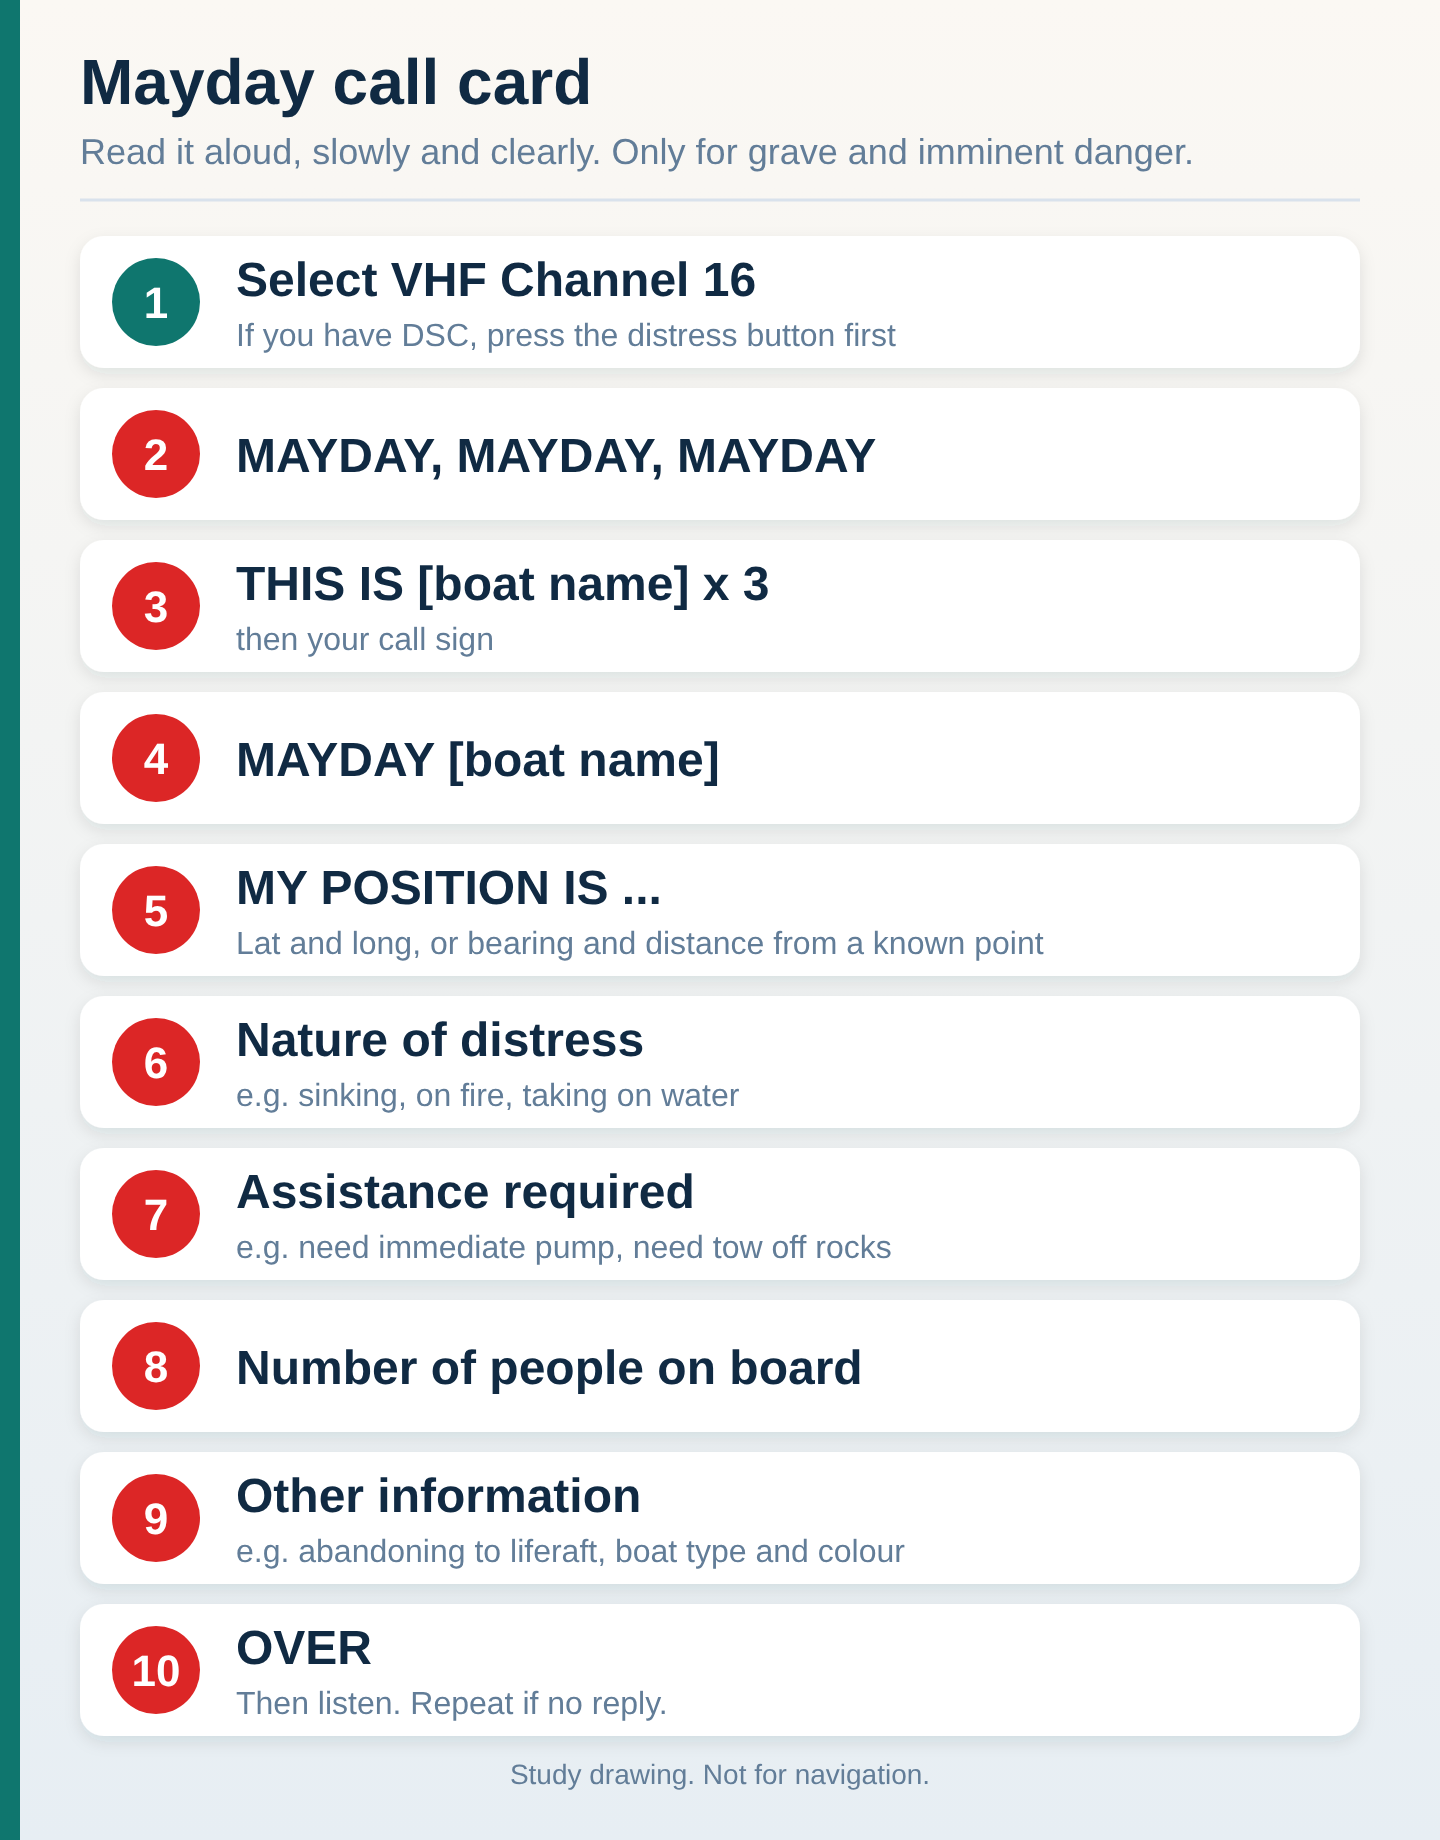 Mayday call card
Read it aloud, slowly and clearly. Only for grave and imminent danger.
1
Select VHF Channel 16
If you have DSC, press the distress button first
2
MAYDAY, MAYDAY, MAYDAY
3
THIS IS [boat name] x 3
then your call sign
4
MAYDAY [boat name]
5
MY POSITION IS ...
Lat and long, or bearing and distance from a known point
6
Nature of distress
e.g. sinking, on fire, taking on water
7
Assistance required
e.g. need immediate pump, need tow off rocks
8
Number of people on board
9
Other information
e.g. abandoning to liferaft, boat type and colour
10
OVER
Then listen. Repeat if no reply.
Study drawing. Not for navigation.